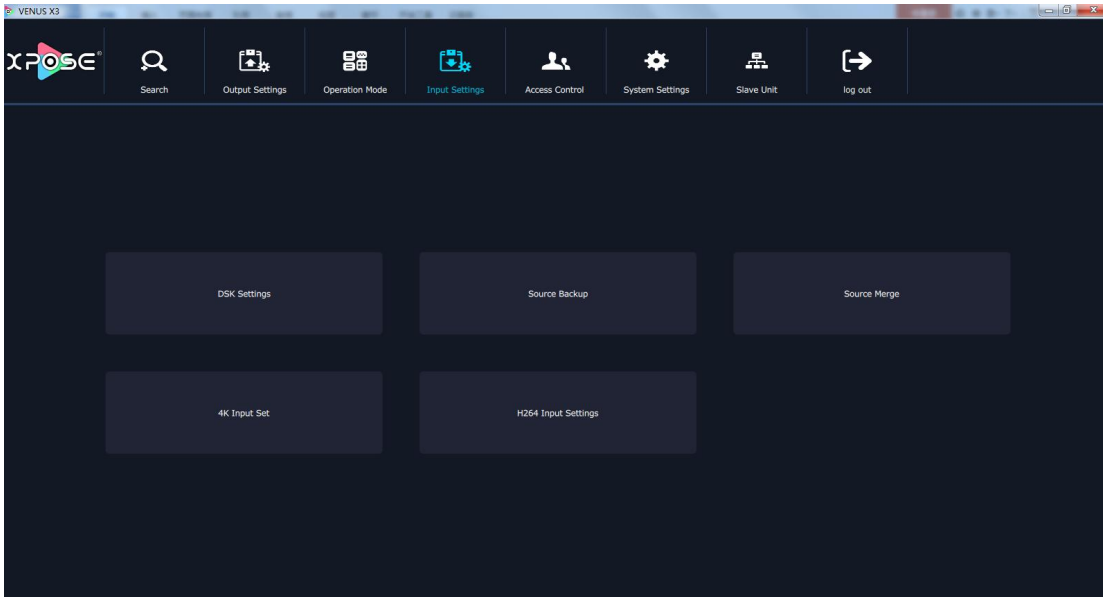 VENUS X3
XPOSE®
Search
Output Settings
Operation Mode
Input Settings
Access Control
System Settings
Slave Unit
log out
DSK Settings
Source Backup
Source Merge
4K Input Set
H264 Input Settings